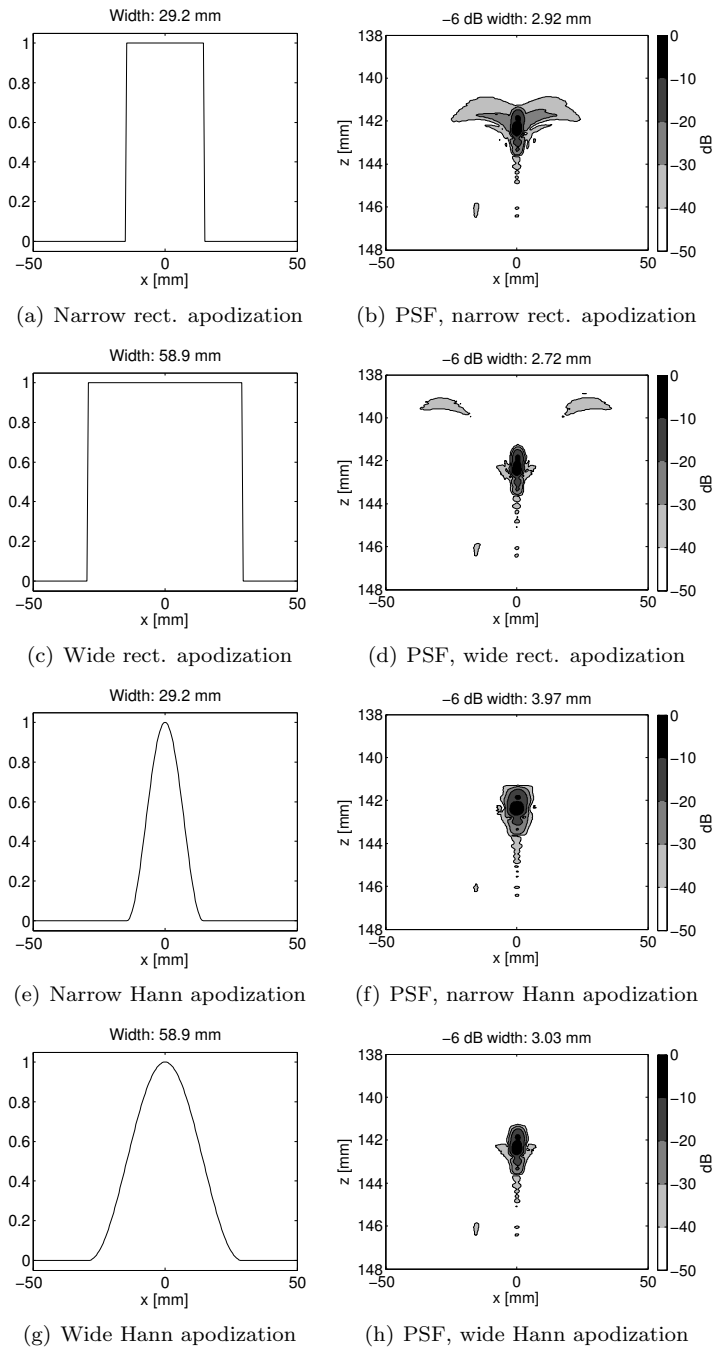 Width: 29.2 mm
1
0.8
0.6
0.4
0.2
0
−50 0 50
x [mm]
(a) Narrow rect. apodization
−6 dB width: 2.92 mm
138
140
142
144
146
148
z [mm]
−50 0 50
x [mm]
0
−10
−20
−30
−40
−50
dB
(b) PSF, narrow rect. apodization
Width: 58.9 mm
1
0.8
0.6
0.4
0.2
0
−50 0 50
x [mm]
(c) Wide rect. apodization
−6 dB width: 2.72 mm
138
140
142
144
146
148
z [mm]
−50 0 50
x [mm]
0
−10
−20
−30
−40
−50
dB
(d) PSF, wide rect. apodization
Width: 29.2 mm
1
0.8
0.6
0.4
0.2
0
−50 0 50
x [mm]
(e) Narrow Hann apodization
−6 dB width: 3.97 mm
138
140
142
144
146
148
z [mm]
−50 0 50
x [mm]
0
−10
−20
−30
−40
−50
dB
(f) PSF, narrow Hann apodization
Width: 58.9 mm
1
0.8
0.6
0.4
0.2
0
−50 0 50
x [mm]
(g) Wide Hann apodization
−6 dB width: 3.03 mm
138
140
142
144
146
148
z [mm]
−50 0 50
x [mm]
0
−10
−20
−30
−40
−50
dB
(h) PSF, wide Hann apodization